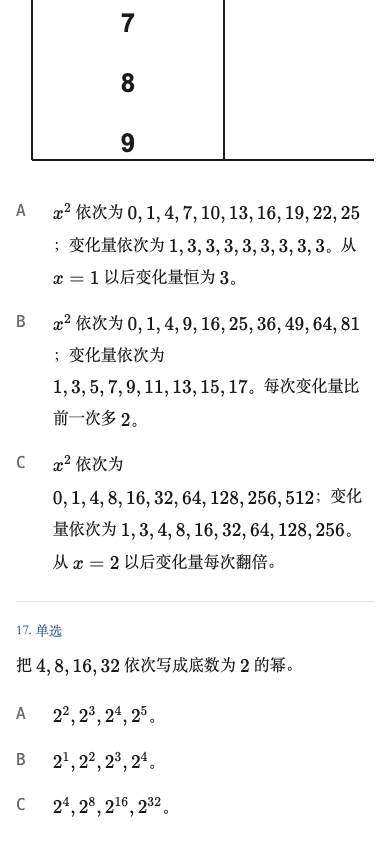 7
8
9
A x² 依次为 0, 1, 4, 7, 10, 13, 16, 19, 22, 25
；变化量依次为 1, 3, 3, 3, 3, 3, 3, 3, 3。从
x = 1 以后变化量恒为 3。
B x² 依次为 0, 1, 4, 9, 16, 25, 36, 49, 64, 81
；变化量依次为
1, 3, 5, 7, 9, 11, 13, 15, 17。每次变化量比
前一次多 2。
C x² 依次为
0, 1, 4, 8, 16, 32, 64, 128, 256, 512；变化
量依次为 1, 3, 4, 8, 16, 32, 64, 128, 256。
从 x = 2 以后变化量每次翻倍。
17. 单选
把 4, 8, 16, 32 依次写成底数为 2 的幂。
A 2², 2³, 2⁴, 2⁵。
B 2¹, 2², 2³, 2⁴。
C 2⁴, 2⁸, 2¹⁶, 2³²。